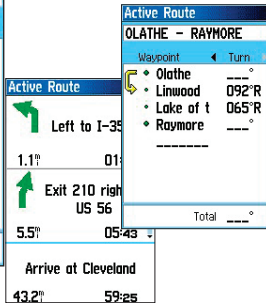 Active Route
OLATHE - RAYMORE
Waypoint Turn
Olathe ___°
Linwood 092°R
Lake of t 065°R
Raymore ___°
_______
Total ___°
Active Route
Left to I-35
1.1 01:
Exit 210 righ
US 56
5.5 05:43
Arrive at Cleveland
43.2 59:25